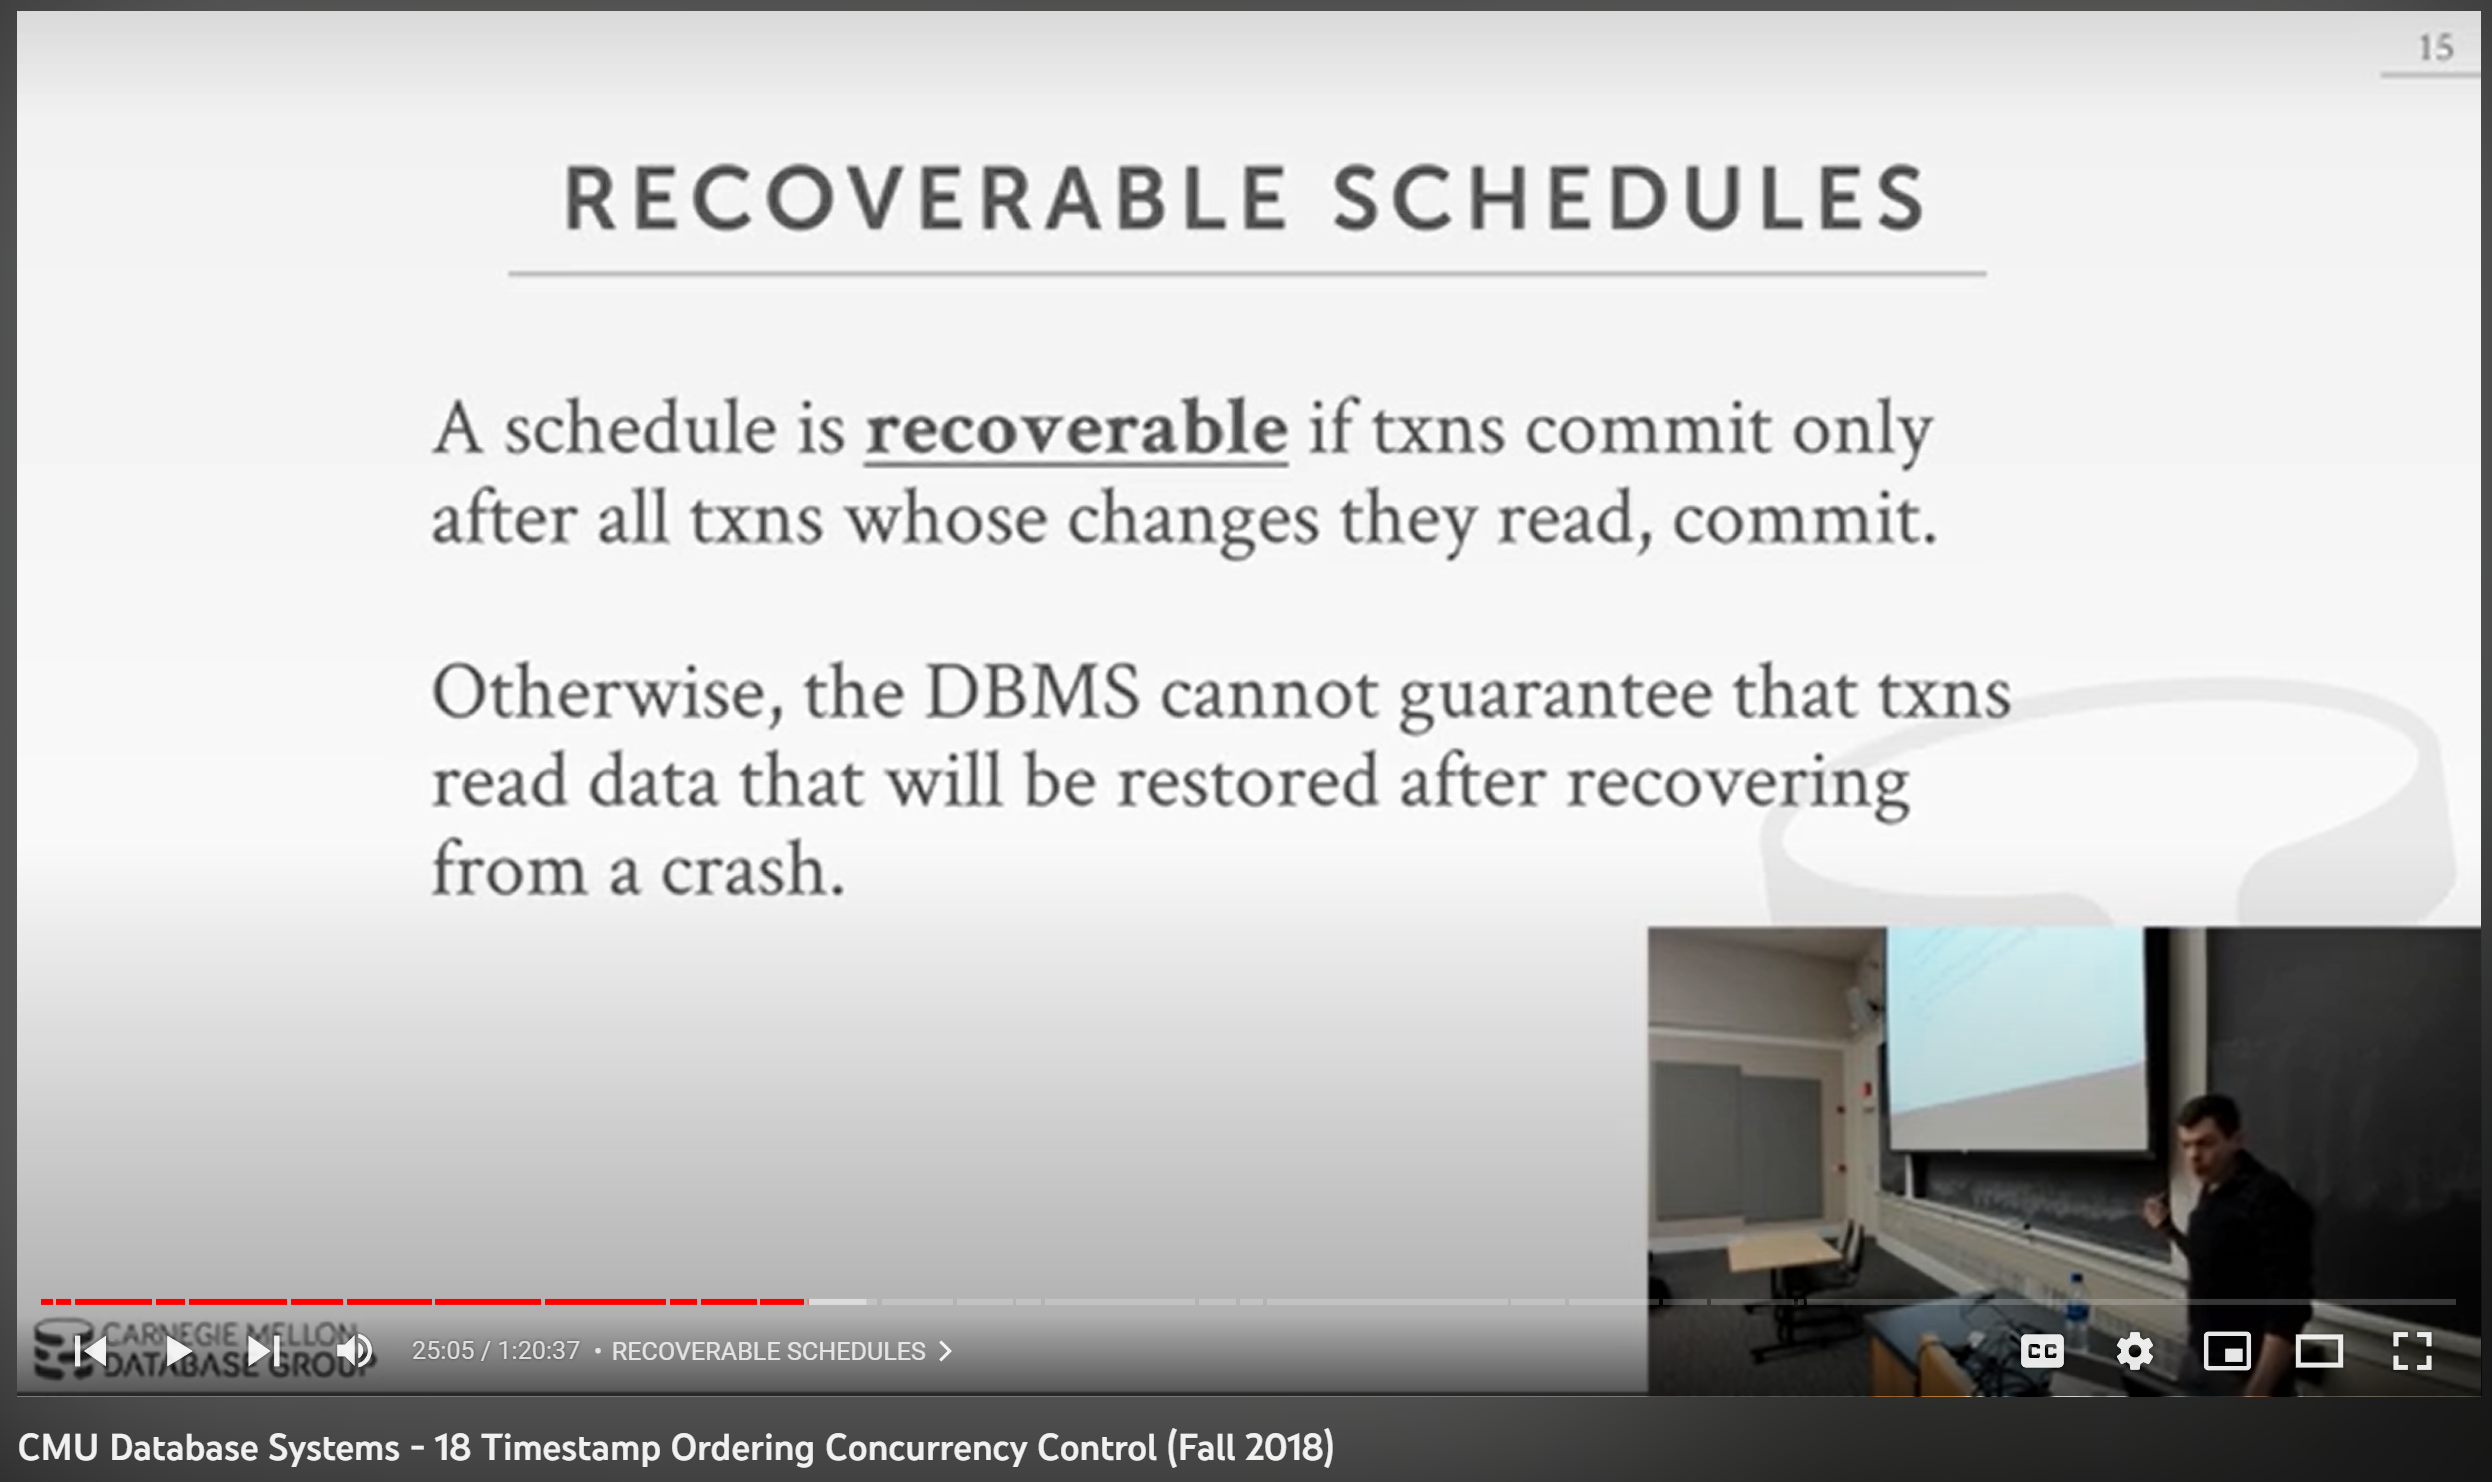 15
RECOVERABLE SCHEDULES
A schedule is recoverable if txns commit only
after all txns whose changes they read, commit.
Otherwise, the DBMS cannot guarantee that txns
read data that will be restored after recovering
from a crash.
CARNEGIE MELLON
DATABASE GROUP
25:05 / 1:20:37 • RECOVERABLE SCHEDULES
CC
CMU Database Systems - 18 Timestamp Ordering Concurrency Control (Fall 2018)